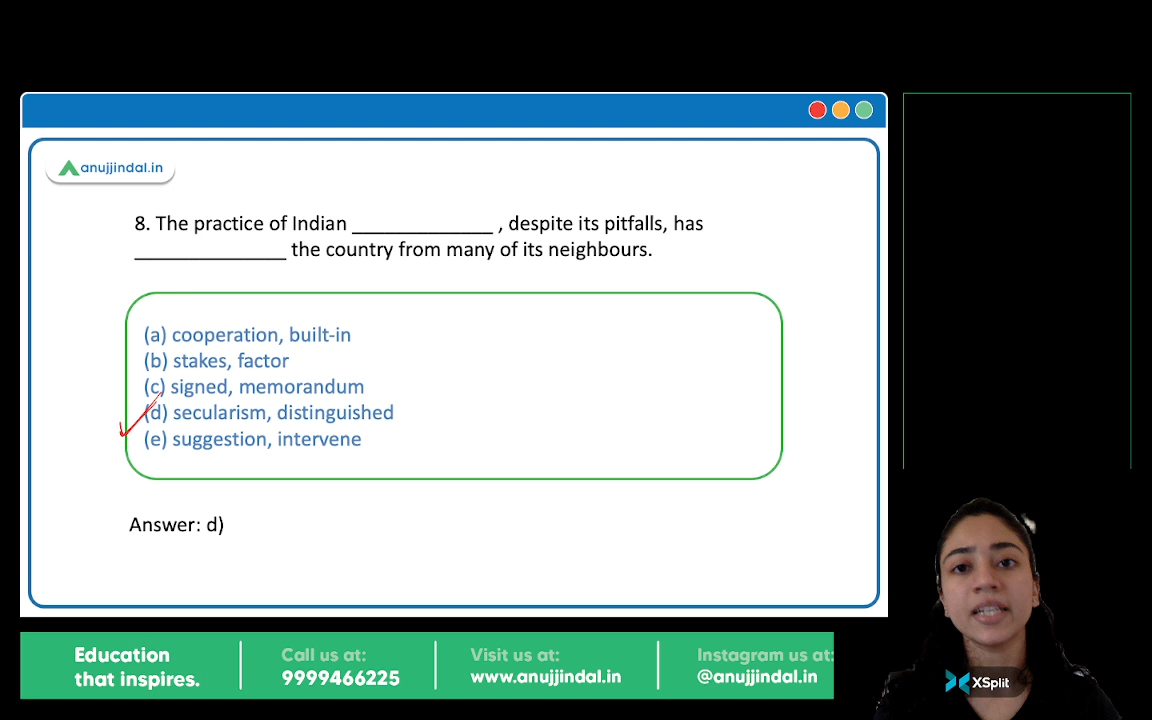 anujjindal.in
8. The practice of Indian ______________ , despite its pitfalls, has
_______________ the country from many of its neighbours.
(a) cooperation, built-in
(b) stakes, factor
(c) signed, memorandum
(d) secularism, distinguished
(e) suggestion, intervene
Answer: d)
Education
that inspires.
Call us at:
9999466225
Visit us at:
www.anujjindal.in
Instagram us at:
@anujjindal.in
XSplit